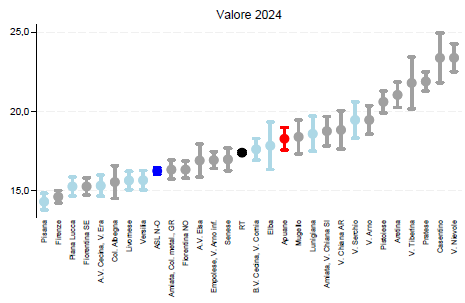 Valore 2024
25,0
20,0
15,0
Pisana
Firenze
Piana Lucca
Fiorentina SE
A.V. Cecina, V. Era
Col. Albegna
Livornese
Versilia
ASL N-O
Amiata, Col. metal., GR
Fiorentina NO
A.V. Elsa
Empolese, V. Arno Inf.
Senese
RT
B.V. Cecina, V. Cornia
Elba
Apuane
Mugello
Lunigiana
Amiata, V. Chiana SI
V. Chiana AR
V. Serchio
V. Arno
Pistoiese
Aretina
V. Tiberina
Pratese
Casentino
V. Nievole